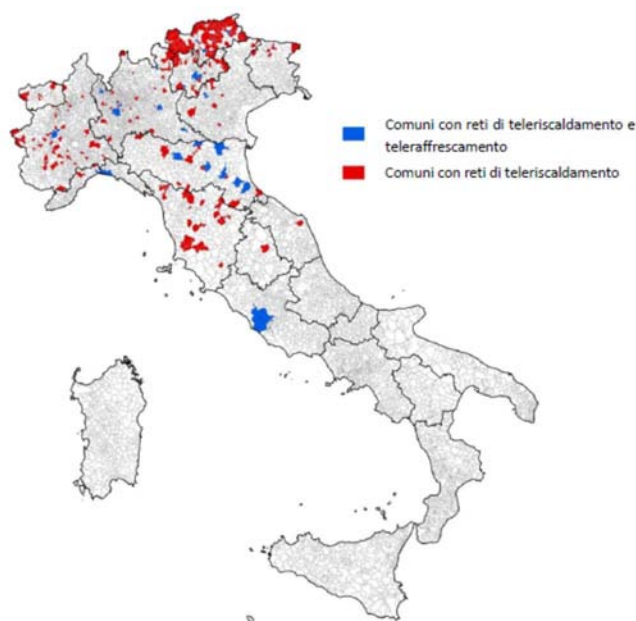 Comuni con reti di teleriscaldamento e
teleraffrescamento
Comuni con reti di teleriscaldamento